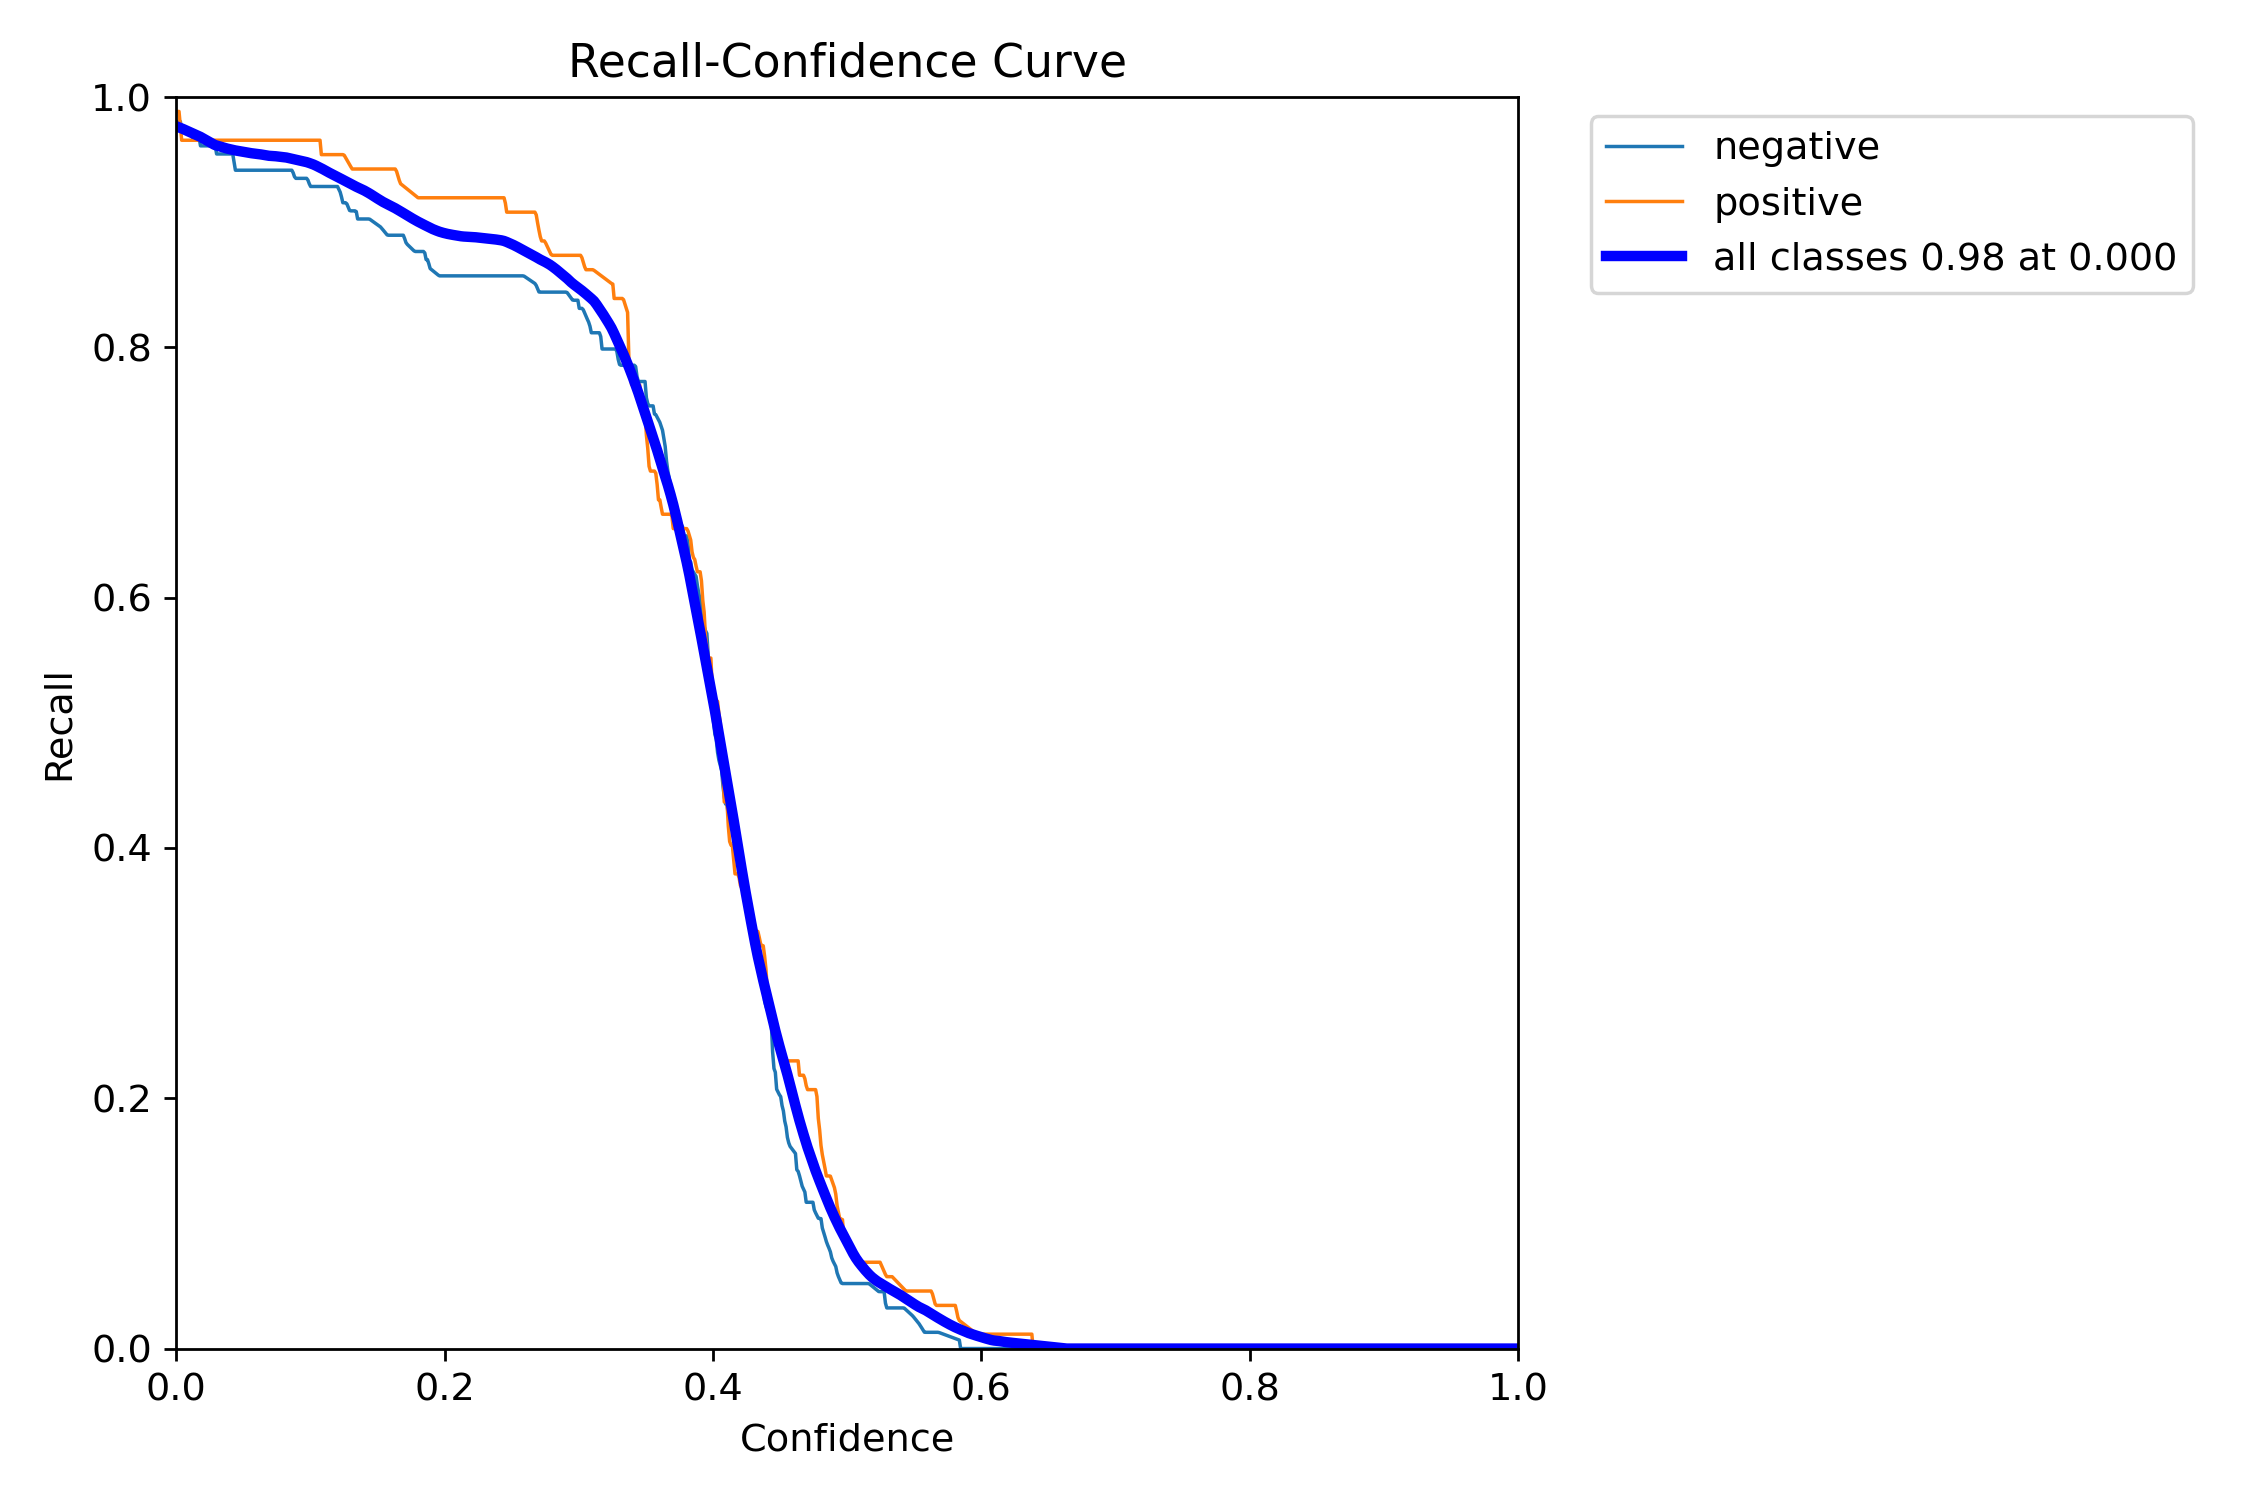 Recall-Confidence Curve
1.0
0.8
0.6
0.4
0.2
0.0
Recall
0.0 0.2 0.4 0.6 0.8 1.0
Confidence
negative
positive
all classes 0.98 at 0.000